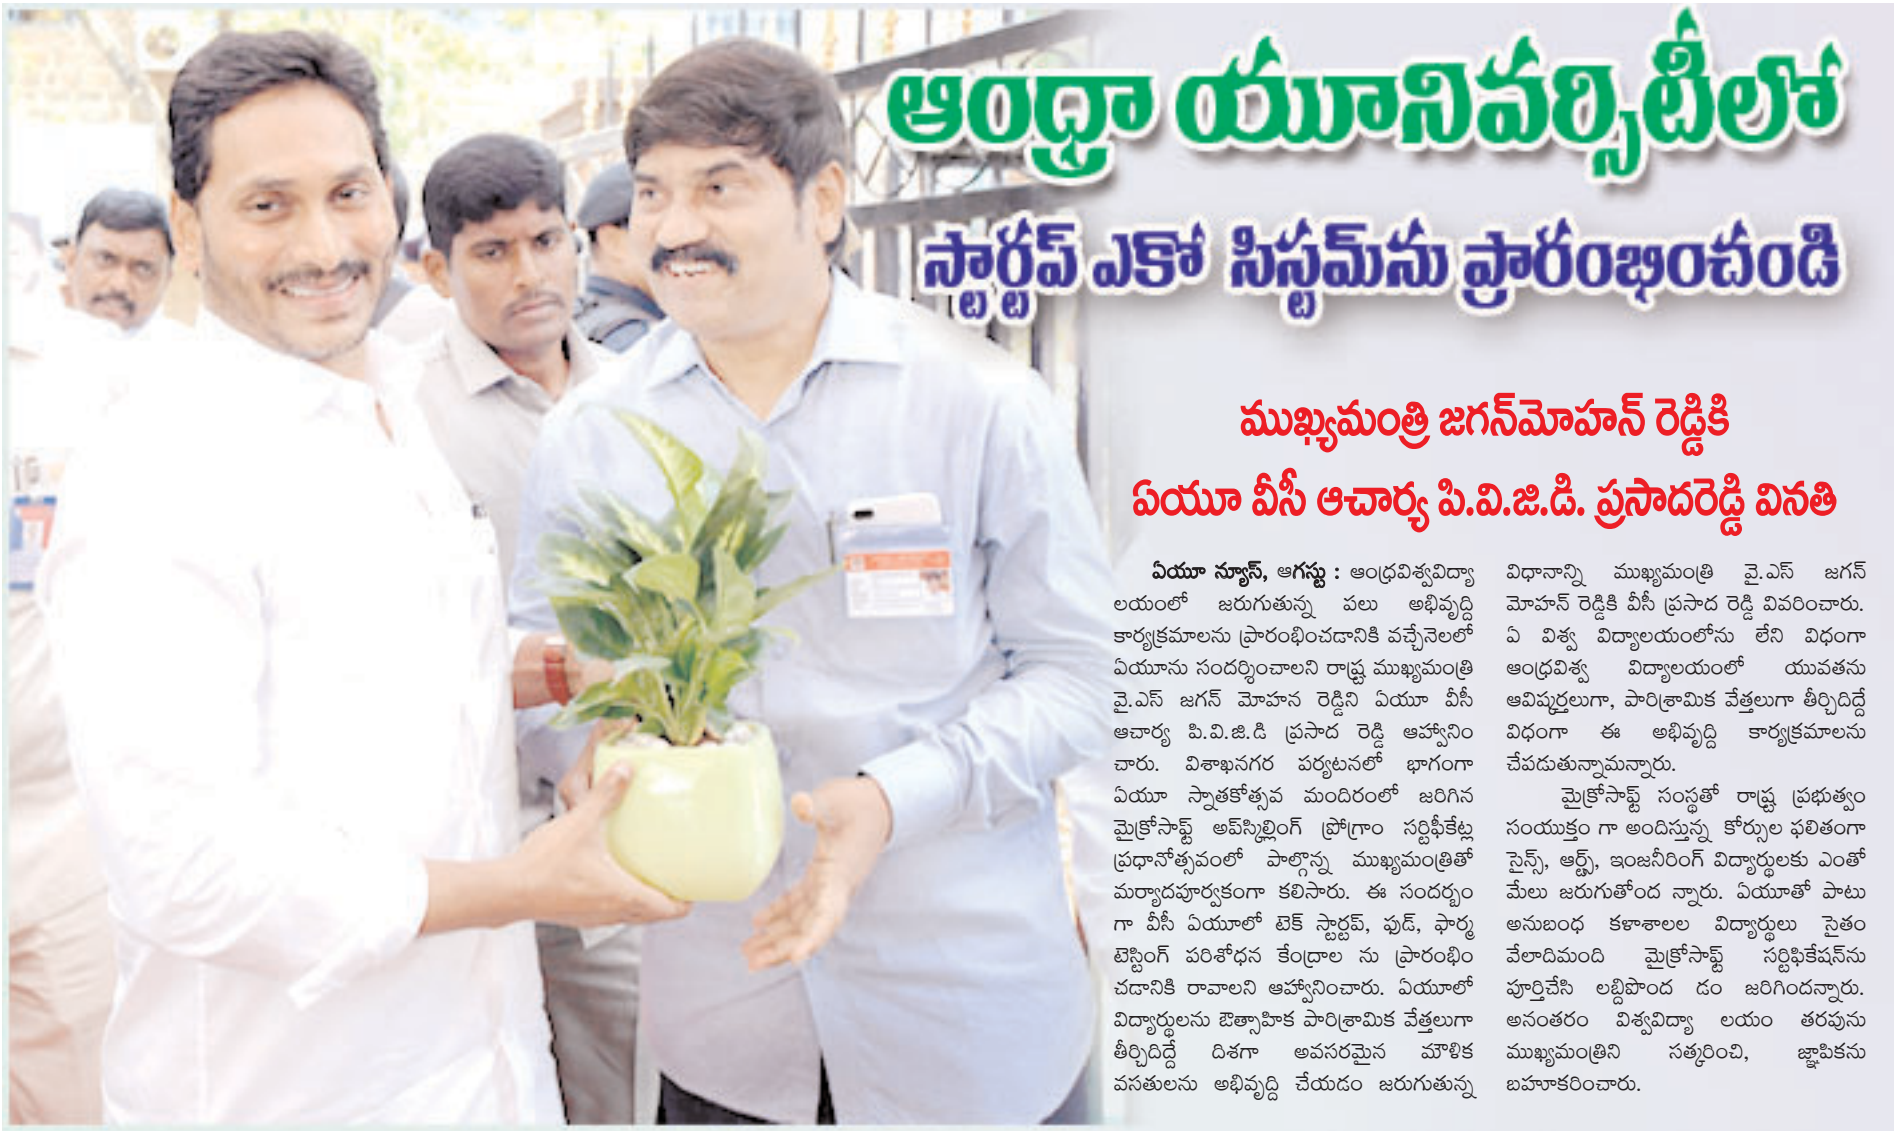 ఆంధ్రా యూనివర్సిటీలో
స్టార్టప్ ఎకో సిస్టమ్‌ను ప్రారంభించండి
ముఖ్యమంత్రి జగన్‌మోహన్ రెడ్డికి
ఏయూ వీసీ ఆచార్య పి.వి.జి.డి. ప్రసాదరెడ్డి వినతి
ఏయూ న్యూస్, ఆగస్టు : ఆంధ్రవిశ్వవిద్యా
లయంలో జరుగుతున్న పలు అభివృద్ది
కార్యక్రమాలను ప్రారంభించడానికి వచ్చేనెలలో
ఏయూను సందర్శించాలని రాష్ట్ర ముఖ్యమంత్రి
వై.ఎస్ జగన్ మోహన రెడ్డిని ఏయూ వీసీ
ఆచార్య పి.వి.జి.డి ప్రసాద రెడ్డి ఆహ్వానిం
చారు. విశాఖనగర పర్యటనలో భాగంగా
ఏయూ స్నాతకోత్సవ మందిరంలో జరిగిన
మైక్రోసాఫ్ట్ అప్‌స్కిల్లింగ్ ప్రోగ్రాం సర్టిఫీకేట్ల
ప్రధానోత్సవంలో పాల్గొన్న ముఖ్యమంత్రితో
మర్యాదపూర్వకంగా కలిసారు. ఈ సందర్భం
గా వీసీ ఏయూలో టెక్ స్టార్టప్, ఫుడ్, ఫార్మ
టెస్టింగ్ పరిశోధన కేంద్రాల ను ప్రారంభిం
చడానికి రావాలని ఆహ్వానించారు. ఏయూలో
విద్యార్థులను ఔత్సాహిక పారిశ్రామిక వేత్తలుగా
తీర్చిదిద్దే దిశగా అవసరమైన మౌళిక
వసతులను అభివృద్ది చేయడం జరుగుతున్న
విధానాన్ని ముఖ్యమంత్రి వై.ఎస్ జగన్
మోహన్ రెడ్డికి వీసీ ప్రసాద రెడ్డి వివరించారు.
ఏ విశ్వ విద్యాలయంలోను లేని విధంగా
ఆంధ్రవిశ్వ విద్యాలయంలో యువతను
ఆవిష్కర్తలుగా, పారిశ్రామిక వేత్తలుగా తీర్చిదిద్దే
విధంగా ఈ అభివృద్ది కార్యక్రమాలను
చేపడుతున్నామన్నారు.
మైక్రోసాఫ్ట్ సంస్థతో రాష్ట్ర ప్రభుత్వం
సంయుక్తం గా అందిస్తున్న కోర్సుల ఫలితంగా
సైన్స్, ఆర్ట్స్, ఇంజనీరింగ్ విద్యార్థులకు ఎంతో
మేలు జరుగుతోంద న్నారు. ఏయూతో పాటు
అనుబంధ కళాశాలల విద్యార్థులు సైతం
వేలాదిమంది మైక్రోసాఫ్ట్ సర్టిఫికేషన్‌ను
పూర్తిచేసి లబ్దిపొంద డం జరిగిందన్నారు.
అనంతరం విశ్వవిద్యా లయం తరపును
ముఖ్యమంత్రిని సత్కరించి, జ్ఞాపికను
బహూకరించారు.